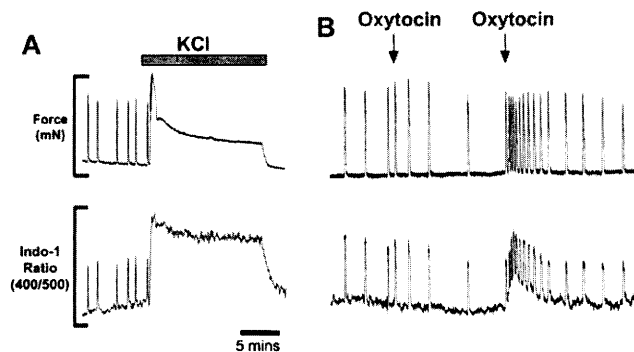 A
KCl
Force
(mN)
Indo-1
Ratio
(400/500)
5 mins
B
Oxytocin Oxytocin